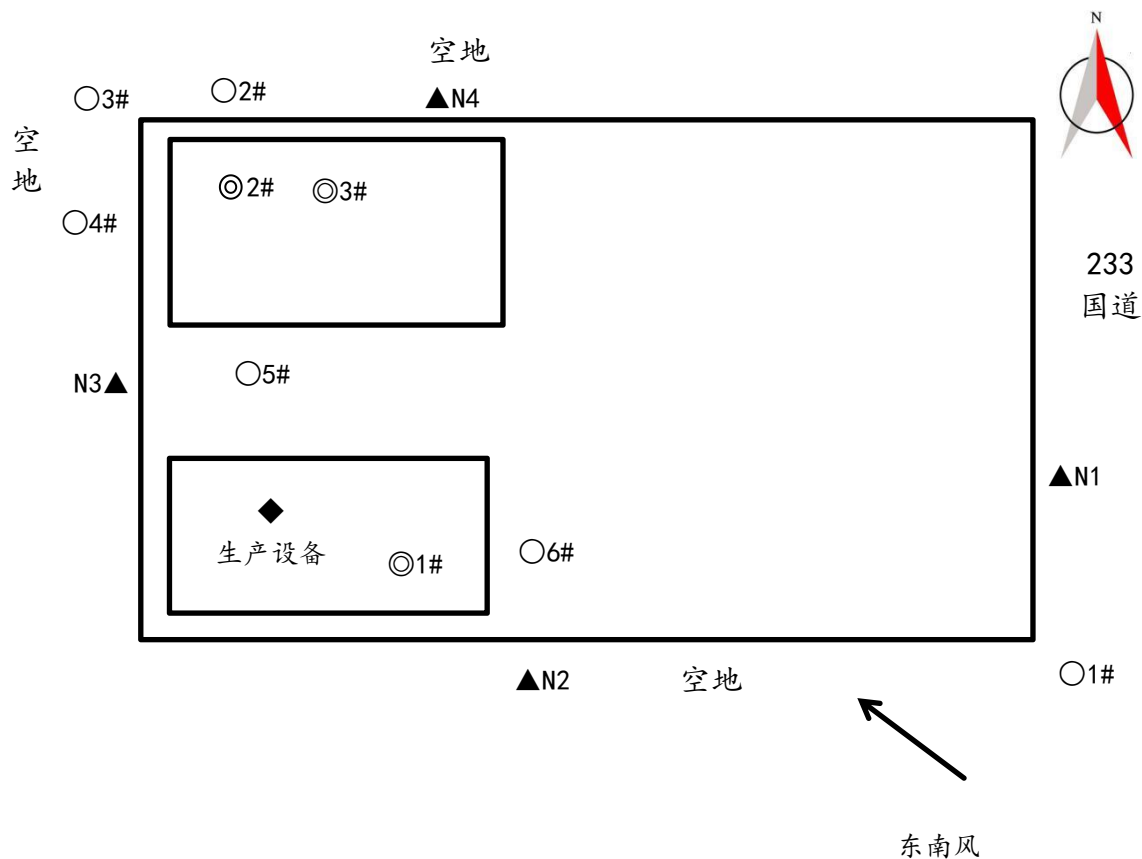 N
空地
○3#
○2#
▲N4
空
地
◎2#
◎3#
○4#
233
国道
○5#
N3▲
▲N1
◆
生产设备
◎1#
○6#
▲N2
空地
○1#
东南风